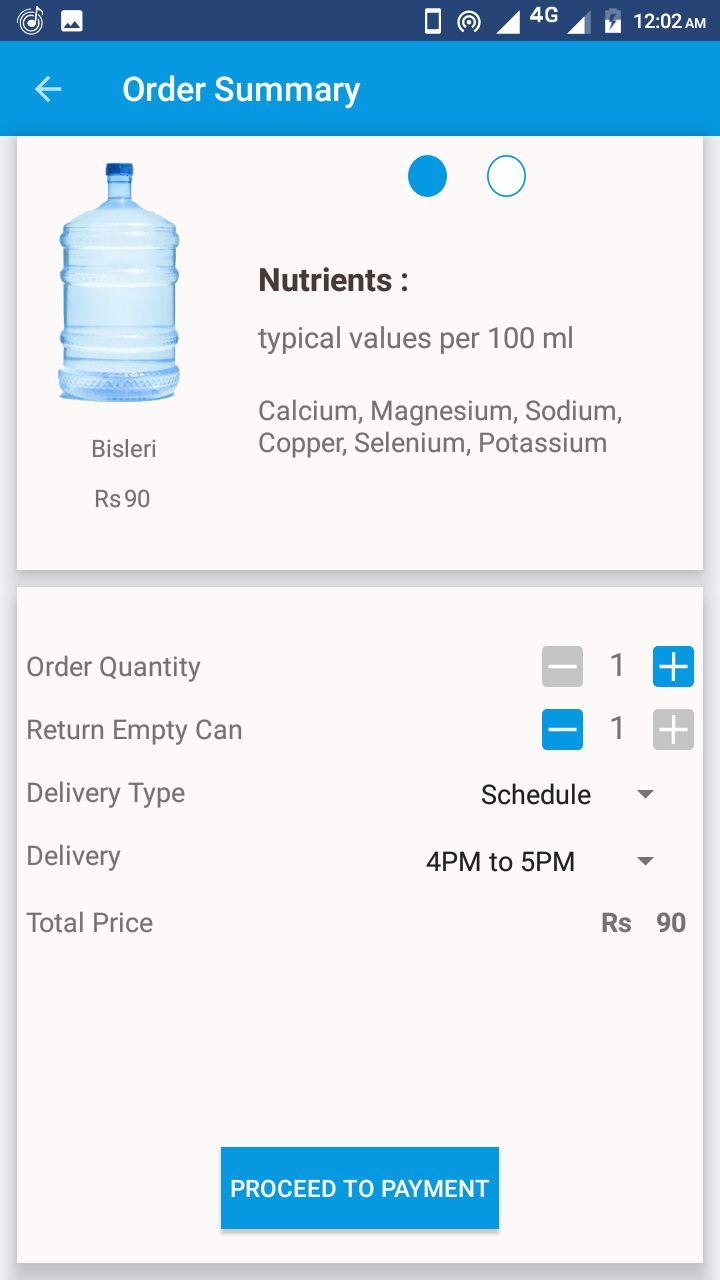 4G 12:02 AM
Order Summary
Nutrients :
typical values per 100 ml
Calcium, Magnesium, Sodium,
Copper, Selenium, Potassium
Bisleri
Rs 90
Order Quantity 1
Return Empty Can 1
Delivery Type Schedule
Delivery 4PM to 5PM
Total Price Rs 90
PROCEED TO PAYMENT